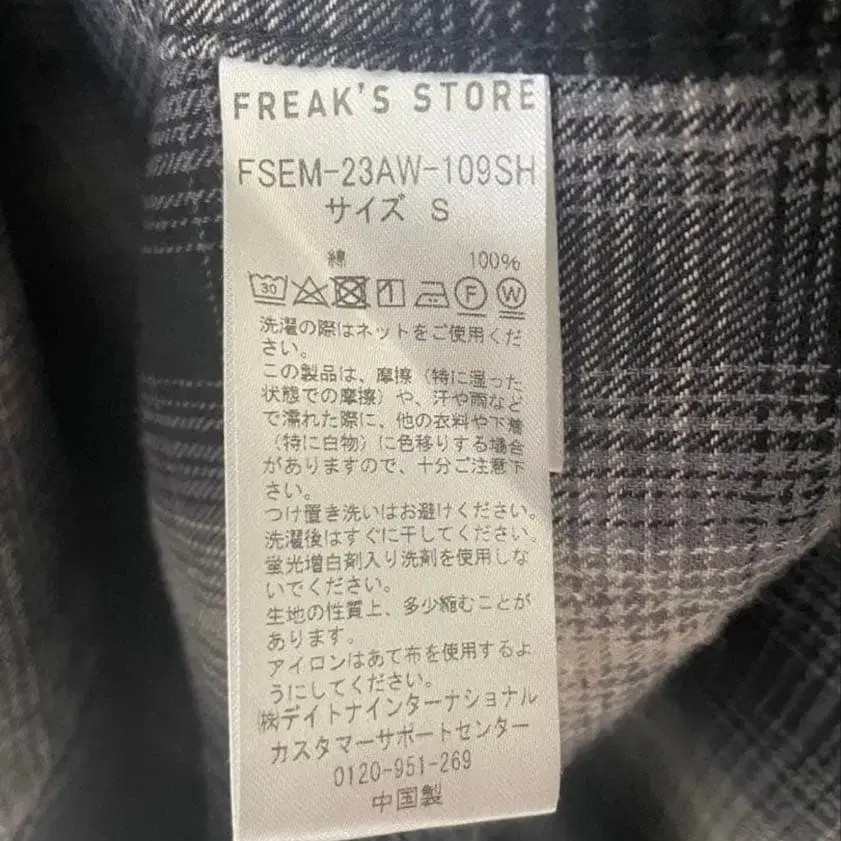 FREAK'S STORE
FSEM-23AW-109SH
サイズ S
綿 100%
30 1 F W
洗濯の際はネットをご使用くだ
さい。
この製品は、摩擦（特に湿った
状態での摩擦）や、汗や雨など
で濡れた際に、他の衣料や下着
（特に白物）に色移りする場合
がありますので、十分ご注意下
さい。
つけ置き洗いはお避けください。
洗濯後はすぐに干してください。
蛍光増白剤入り洗剤を使用しな
いでください。
生地の性質上、多少縮むことが
あります。
アイロンはあて布を使用するよ
うにしてください。
㈱デイトナインターナショナル
カスタマーサポートセンター
0120-951-269
中国製